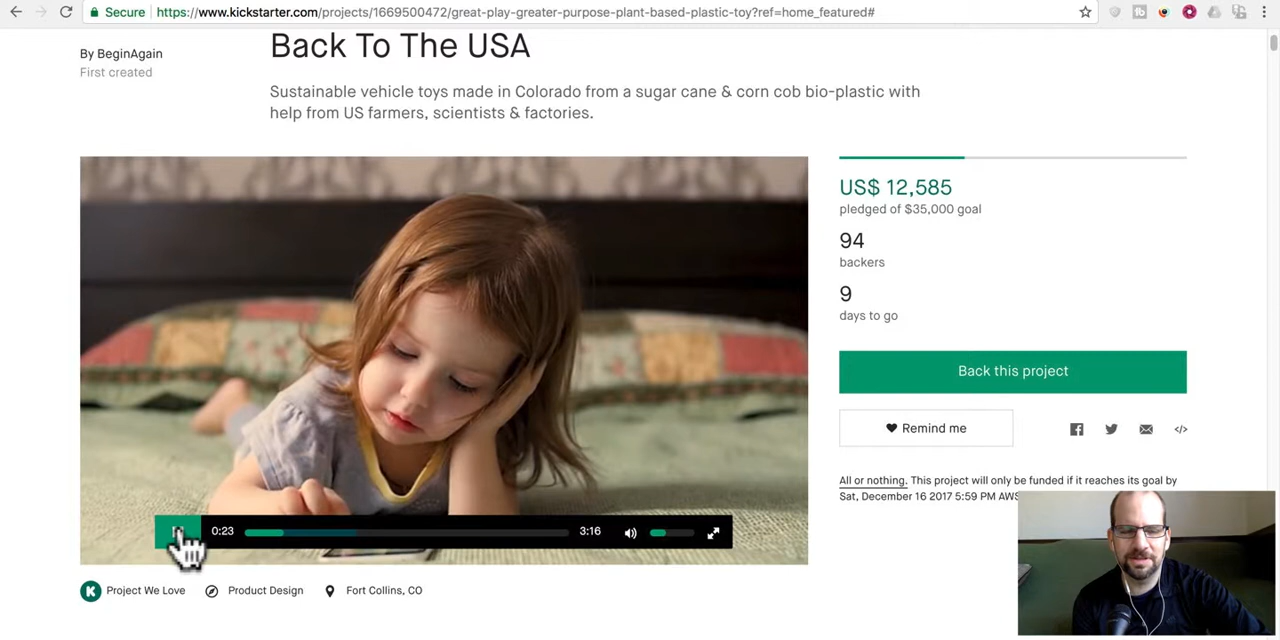 Secure
https://www.kickstarter.com/projects/1669500472/great-play-greater-purpose-plant-based-plastic-toy?ref=home_featured#
By BeginAgain
First created
Back To The USA
Sustainable vehicle toys made in Colorado from a sugar cane & corn cob bio-plastic with
help from US farmers, scientists & factories.
US$ 12,585
pledged of $35,000 goal
94
backers
9
days to go
Back this project
Remind me
All or nothing. This project will only be funded if it reaches its goal by
Sat, December 16 2017 5:59 PM AWS
0:23
3:16
K
Project We Love
Product Design
Fort Collins, CO